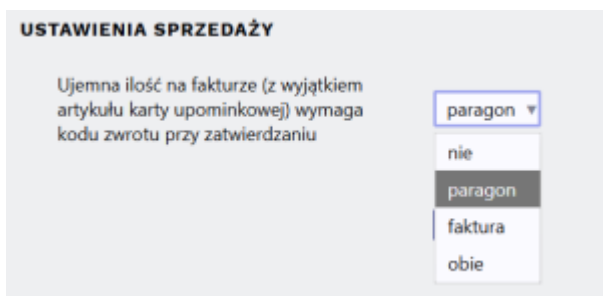 USTAWIENIA SPRZEDAŻY
Ujemna ilość na fakturze (z wyjątkiem
artykułu karty upominkowej) wymaga
kodu zwrotu przy zatwierdzaniu
paragon
nie
paragon
faktura
obie